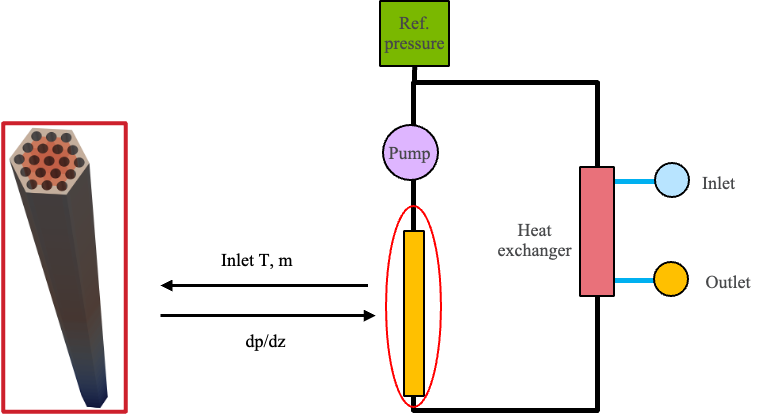 Ref.
pressure
Pump
Inlet
Heat
exchanger
Inlet T, m
Outlet
dp/dz